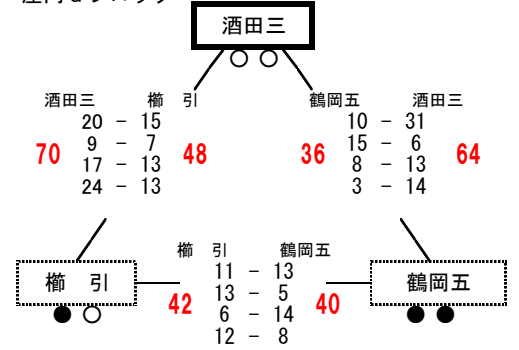 酒田三
○ ○
酒田三 櫛 引
20 － 15
9 － 7
17 － 13
24 － 13
70 48
鶴岡五 酒田三
10 － 31
15 － 6
8 － 13
3 － 14
36 64
櫛 引
● ○
櫛 引 鶴岡五
11 － 13
13 － 5
6 － 14
12 － 8
42 40
鶴岡五
● ●